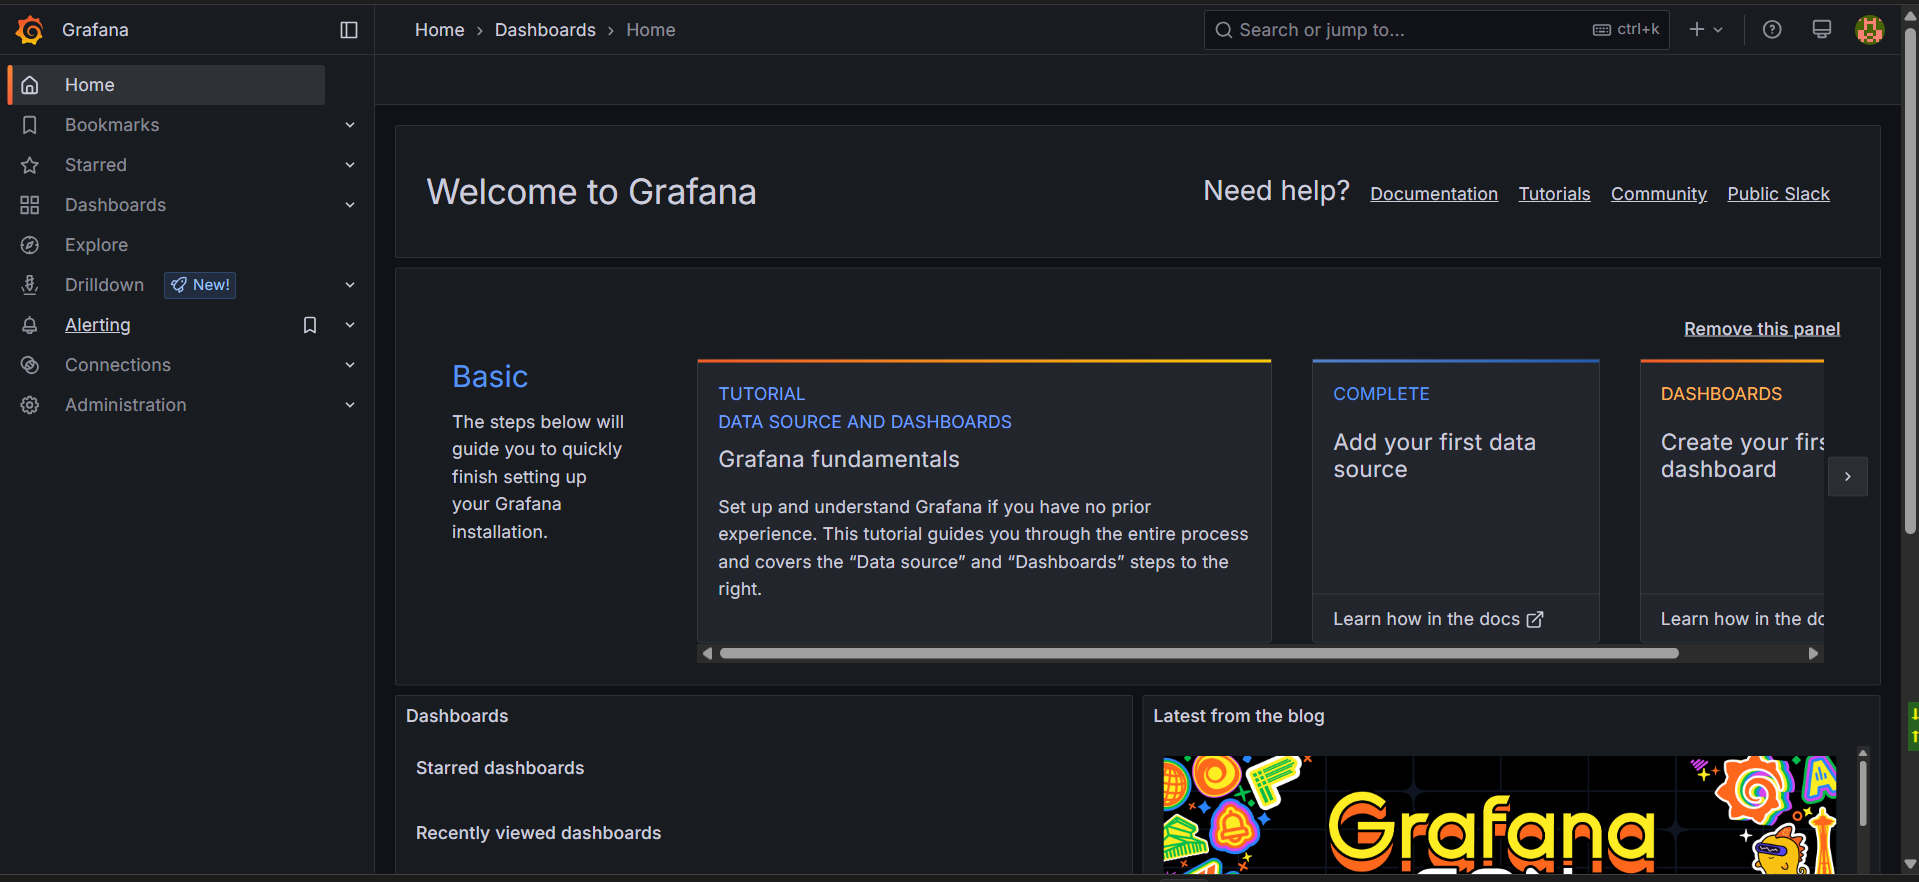 Grafana
Home › Dashboards › Home
Search or jump to...
ctrl+k
Home
Bookmarks
Starred
Dashboards
Explore
Drilldown
New!
Alerting
Connections
Administration
Welcome to Grafana
Need help?
Documentation
Tutorials
Community
Public Slack
Remove this panel
Basic
The steps below will
guide you to quickly
finish setting up
your Grafana
installation.
TUTORIAL
DATA SOURCE AND DASHBOARDS
Grafana fundamentals
Set up and understand Grafana if you have no prior
experience. This tutorial guides you through the entire process
and covers the “Data source” and “Dashboards” steps to the
right.
COMPLETE
Add your first data
source
Learn how in the docs
DASHBOARDS
Create your
dashboard
Learn how in the
Dashboards
Starred dashboards
Recently viewed dashboards
Latest from the blog
Grafana